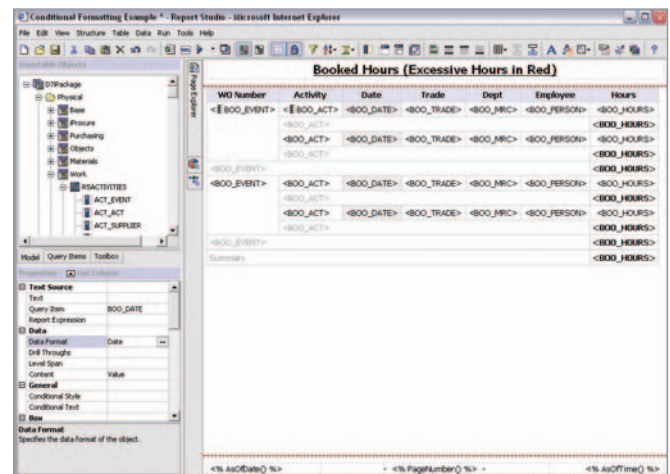 Conditional Formatting Example * - Report Studio - Microsoft Internet Explorer
File Edit View Structure Table Data Run Tools Help
Insertable Objects
D7Package
Physical
Base
iProcure
Purchasing
Objects
Materials
Work
R5ACTIVITIES
ACT_EVENT
ACT_ACT
ACT_SUPPLIER
Model Query Items Toolbox
Properties - List Column
Text Source
Text
Query Item BOO_DATE
Report Expression
Data
Data Format Date
Drill Throughs
Level Span
Content Value
General
Conditional Style
Conditional Text
Box
Data Format
Specifies the data format of the object.
Page Explorer
Booked Hours (Excessive Hours in Red)
WO Number Activity Date Trade Dept Employee Hours
<BOO_EVENT> <BOO_ACT> <BOO_DATE> <BOO_TRADE> <BOO_MRC> <BOO_PERSON> <BOO_HOURS>
<BOO_ACT> <BOO_HOURS>
<BOO_ACT> <BOO_DATE> <BOO_TRADE> <BOO_MRC> <BOO_PERSON> <BOO_HOURS>
<BOO_ACT> <BOO_HOURS>
<BOO_EVENT> <BOO_HOURS>
<BOO_EVENT> <BOO_ACT> <BOO_DATE> <BOO_TRADE> <BOO_MRC> <BOO_PERSON> <BOO_HOURS>
<BOO_ACT> <BOO_HOURS>
<BOO_ACT> <BOO_DATE> <BOO_TRADE> <BOO_MRC> <BOO_PERSON> <BOO_HOURS>
<BOO_ACT> <BOO_HOURS>
<BOO_EVENT> <BOO_HOURS>
Summary <BOO_HOURS>
<% AsOfDate() %> - <% PageNumber() %> - <% AsOfTime() %>